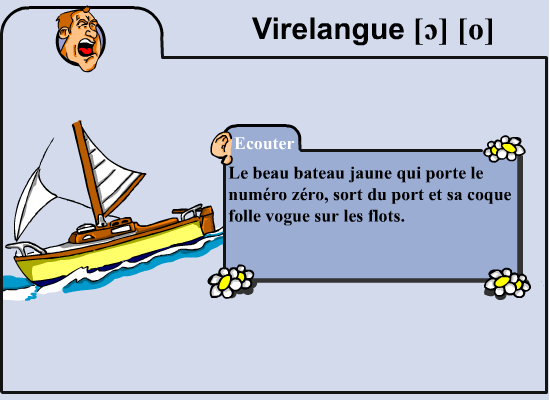 Virelangue [ɔ] [o]
Ecouter
Le beau bateau jaune qui porte le
numéro zéro, sort du port et sa coque
folle vogue sur les flots.